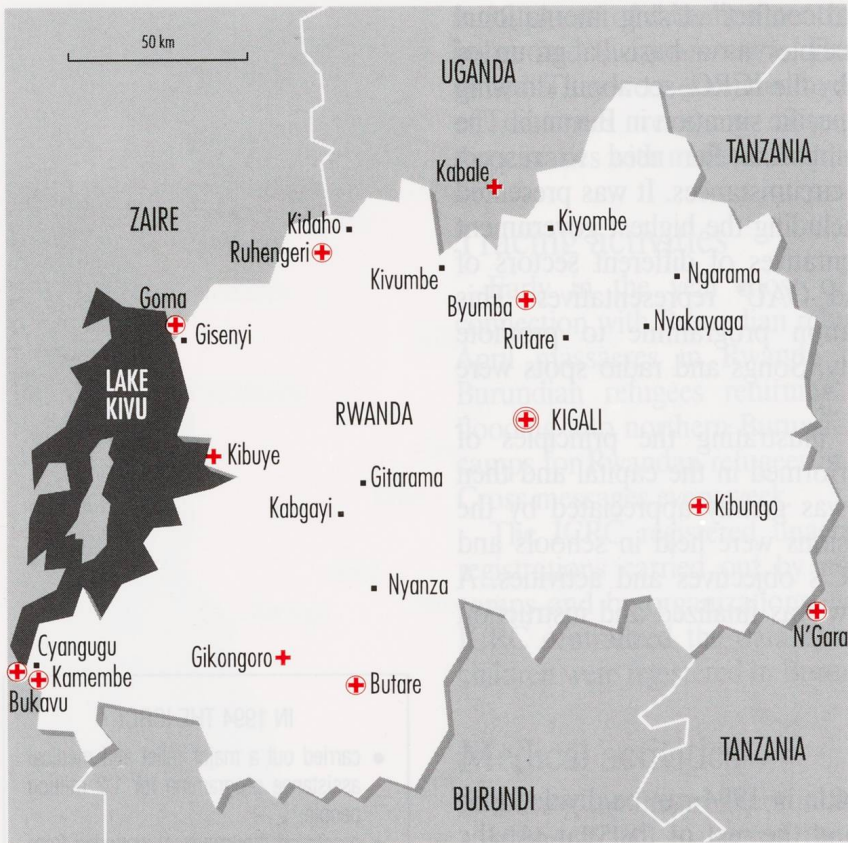 50 km
UGANDA
TANZANIA
Kabale
ZAIRE
Kidaho
Kiyombe
Ruhengeri
Kivumbe
Ngarama
Goma
Byumba
Gisenyi
Rutare
Nyakayaga
LAKE
KIVU
RWANDA
KIGALI
Kibuye
Gitarama
Kabgayi
Kibungo
Nyanza
N'Gara
Cyangugu
Gikongoro
Kamembe
Butare
Bukavu
TANZANIA
BURUNDI